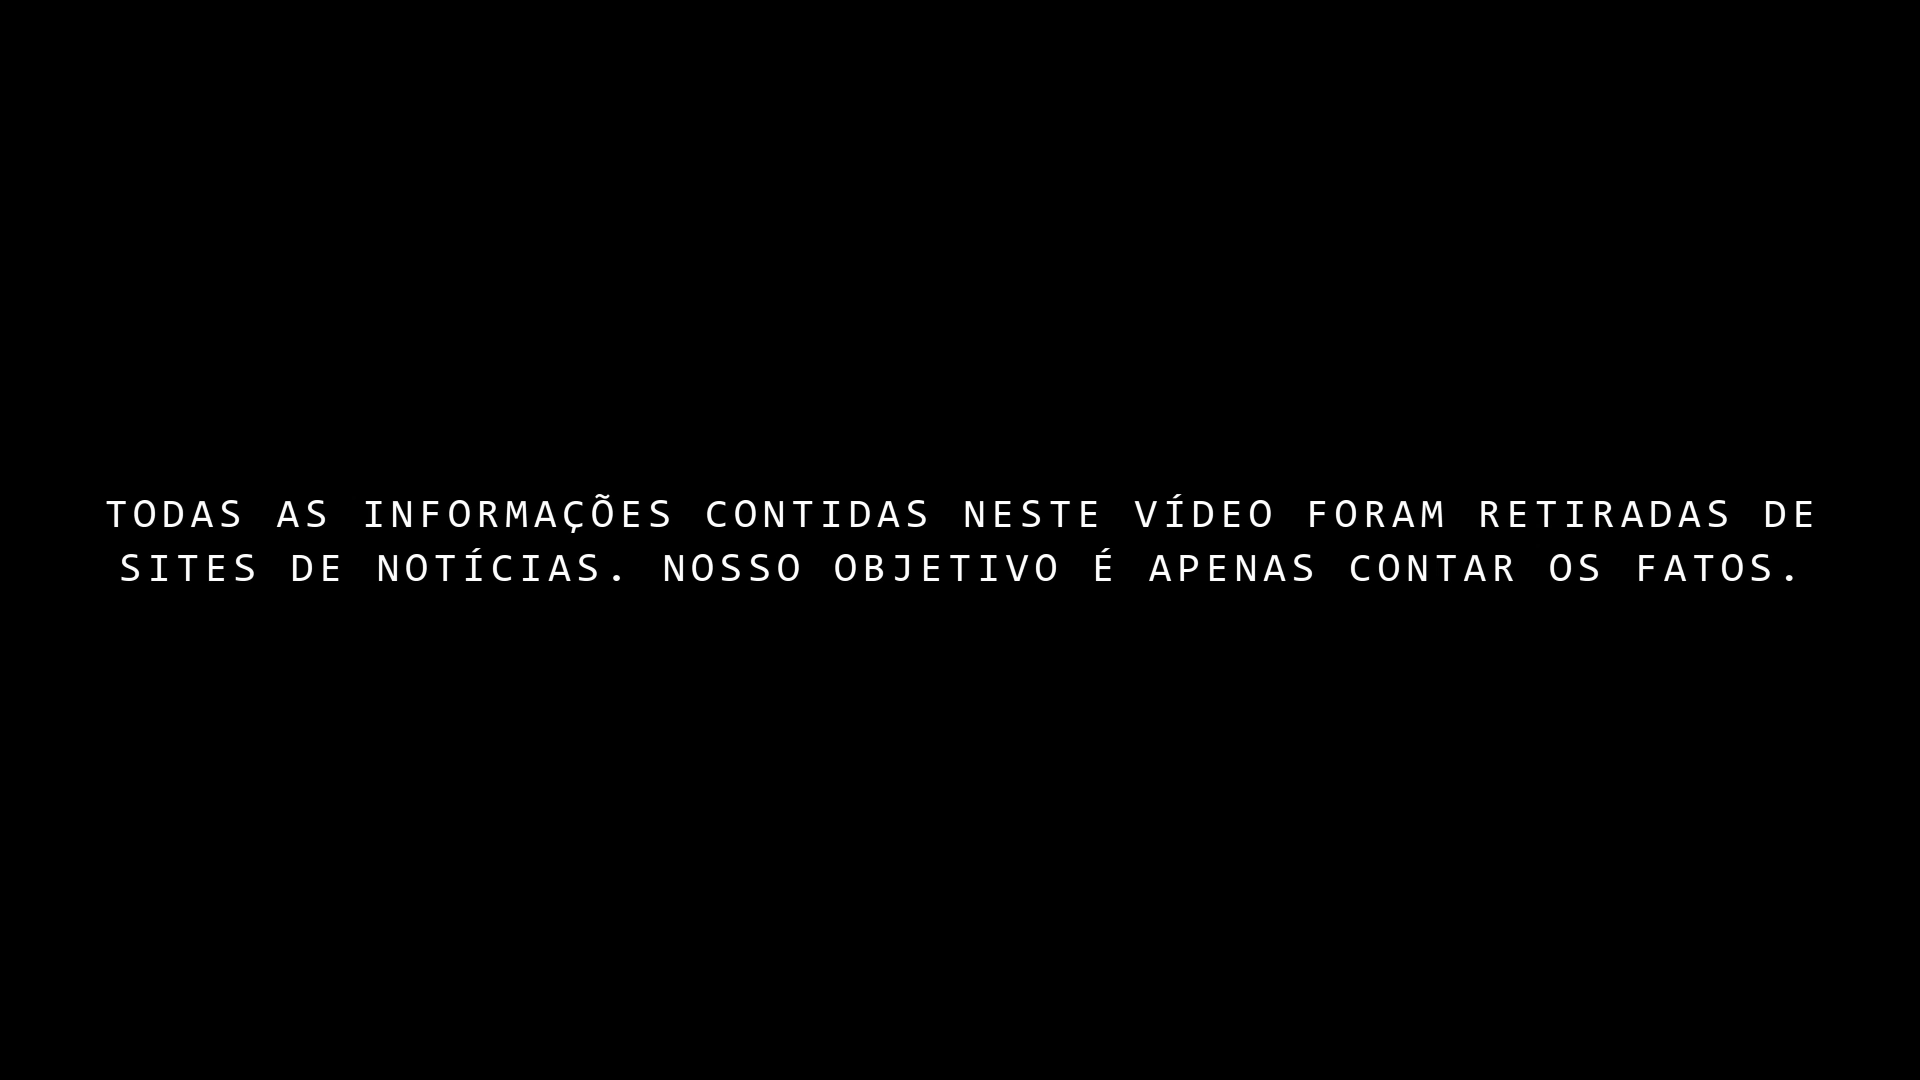 TODAS AS INFORMAÇÕES CONTIDAS NESTE VÍDEO FORAM RETIRADAS DE
SITES DE NOTÍCIAS. NOSSO OBJETIVO É APENAS CONTAR OS FATOS.